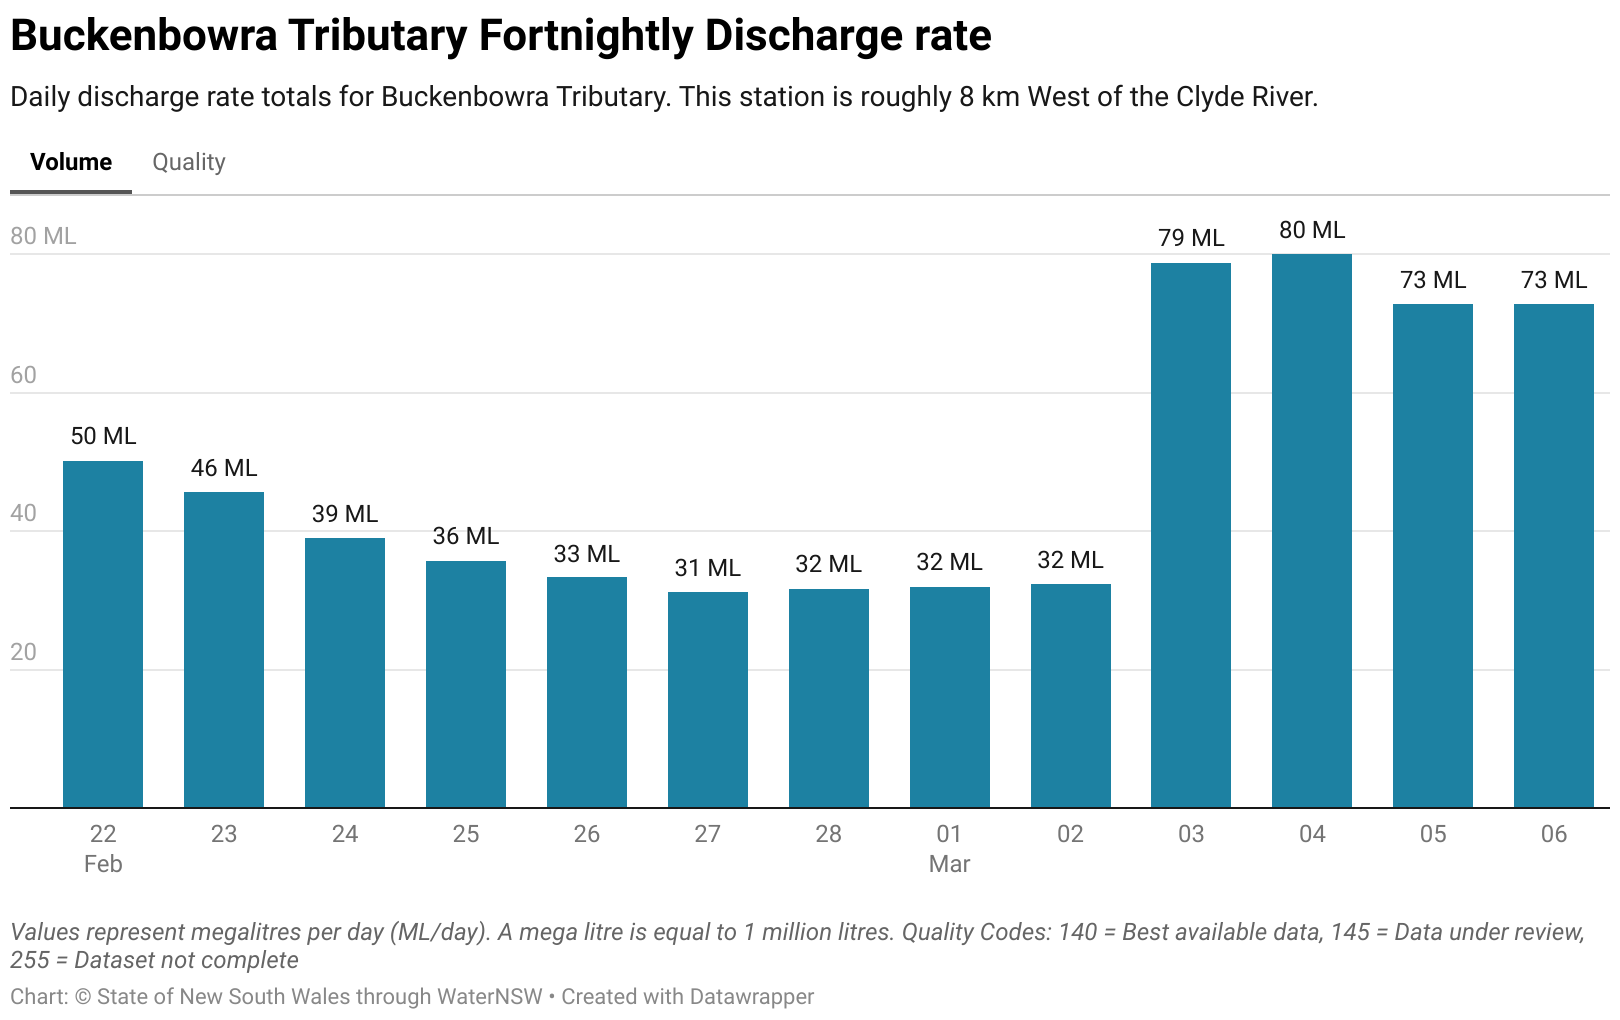 Buckenbowra Tributary Fortnightly Discharge rate
Daily discharge rate totals for Buckenbowra Tributary. This station is roughly 8 km West of the Clyde River.
Volume Quality
80 ML
60
40
20
50 ML
46 ML
39 ML
36 ML
33 ML
31 ML
32 ML
32 ML
32 ML
79 ML
80 ML
73 ML
73 ML
22 23 24 25 26 27 28 01 02 03 04 05 06
Feb Mar
Values represent megalitres per day (ML/day). A mega litre is equal to 1 million litres. Quality Codes: 140 = Best available data, 145 = Data under review,
255 = Dataset not complete
Chart: © State of New South Wales through WaterNSW • Created with Datawrapper